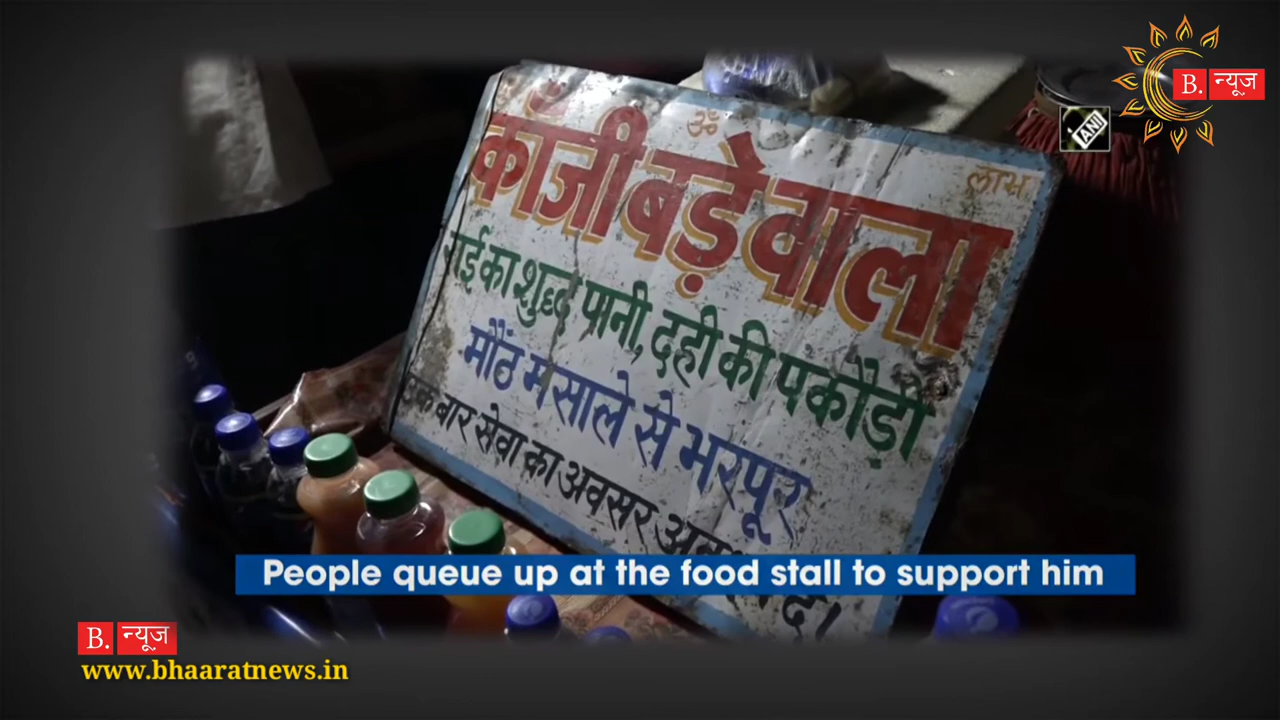 B. न्यूज
ANI
ॐ
लाभ
काँजी बड़े वाला
राई का शुद्ध पानी, दही की पकौड़ी
मौंठ मसाले से भरपूर
एक बार सेवा का अवसर
People queue up at the food stall to support him
B. न्यूज
www.bhaaratnews.in